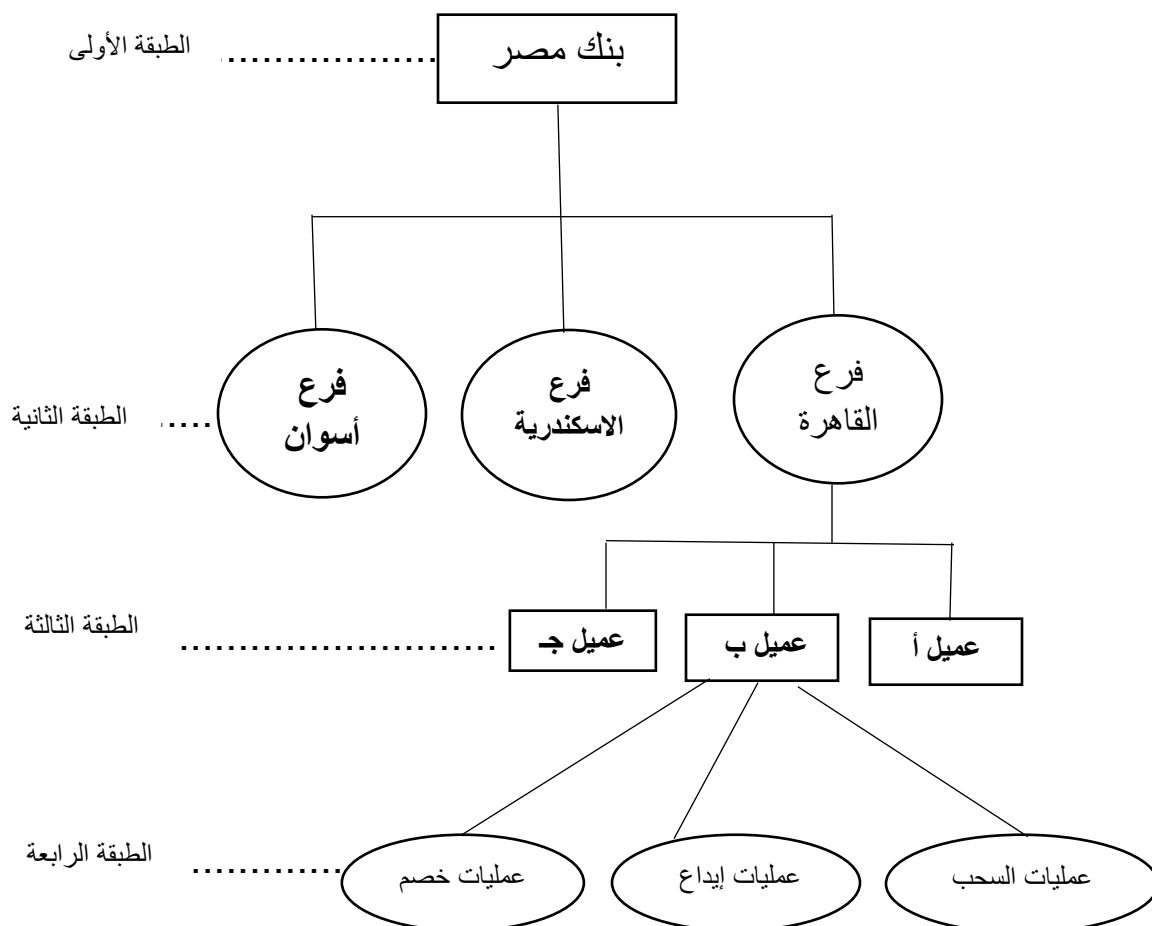 بنك مصر
الطبقة الأولى
فرع
القاهرة
فرع
الاسكندرية
فرع
أسوان
الطبقة الثانية
عميل أ
عميل ب
عميل جـ
الطبقة الثالثة
عمليات السحب
عمليات إيداع
عمليات خصم
الطبقة الرابعة